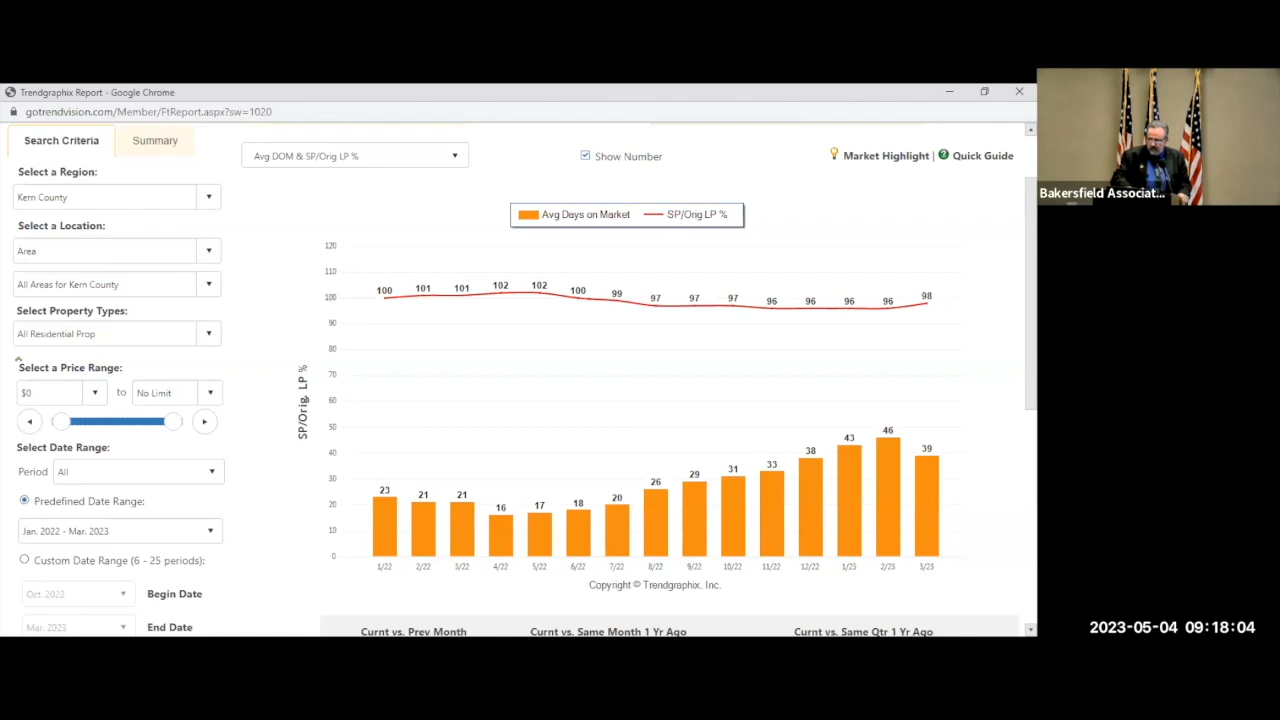 Trendgraphix Report - Google Chrome
gotrendvision.com/Member/FtReport.aspx?sw=1020
Search Criteria
Summary
Select a Region:
Kern County
Select a Location:
Area
All Areas for Kern County
Select Property Types:
All Residential Prop
Select a Price Range:
$0
to
No Limit
Select Date Range:
Period
All
Predefined Date Range:
Jan. 2022 - Mar. 2023
Custom Date Range (6 - 25 periods):
Oct. 2022
Begin Date
Mar. 2023
End Date
Avg DOM & SP/Orig LP %
Show Number
Market Highlight | Quick Guide
Avg Days on Market
SP/Orig LP %
SP/Orig. LP %
120
110
100
90
80
70
60
50
40
30
20
10
0
100 101 101 102 102 100 99 97 97 97 96 96 96 96 98
23 21 21 16 17 18 20 26 29 31 33 38 43 46 39
1/22 2/22 3/22 4/22 5/22 6/22 7/22 8/22 9/22 10/22 11/22 12/22 1/23 2/23 3/23
Copyright © Trendgraphix, Inc.
Curnt vs. Prev Month
Curnt vs. Same Month 1 Yr Ago
Curnt vs. Same Qtr 1 Yr Ago
Bakersfield Associat...
2023-05-04 09:18:04